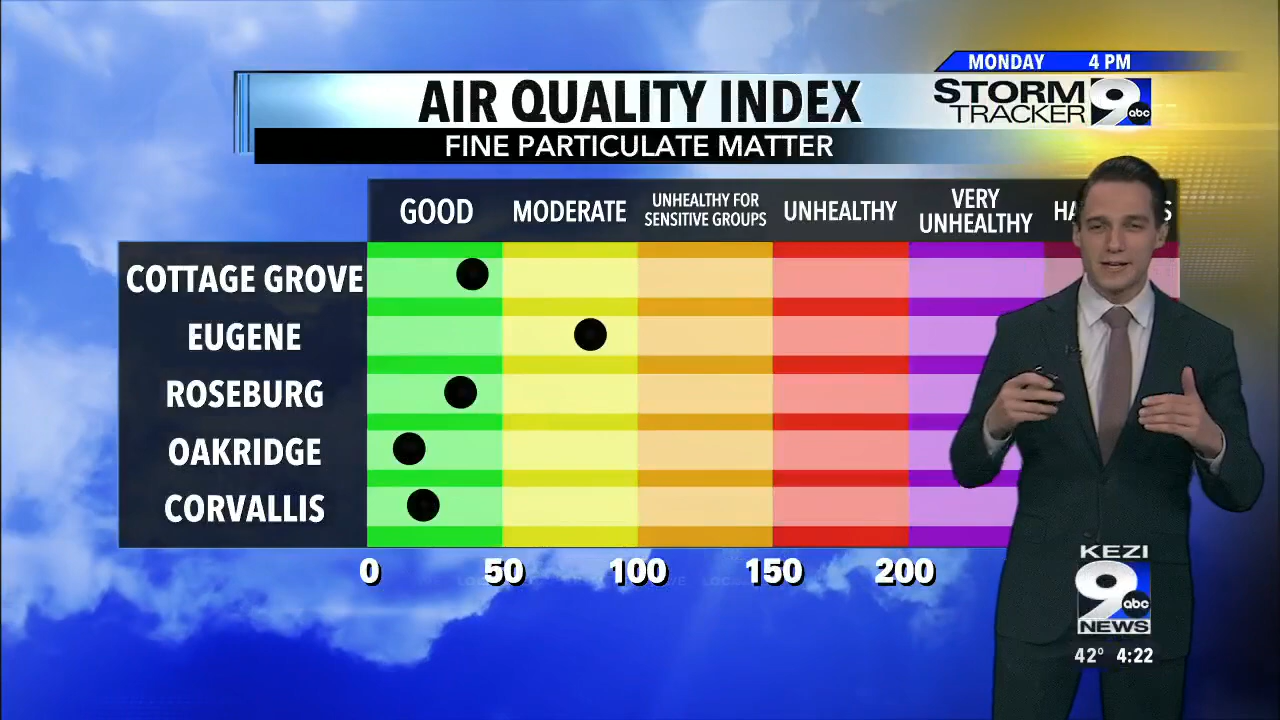 MONDAY 4 PM
STORM
TRACKER 9 abc
AIR QUALITY INDEX
FINE PARTICULATE MATTER
GOOD MODERATE UNHEALTHY FOR SENSITIVE GROUPS UNHEALTHY VERY UNHEALTHY
COTTAGE GROVE
EUGENE
ROSEBURG
OAKRIDGE
CORVALLIS
0 50 100 150 200
KEZI
9 abc
NEWS
42° 4:22